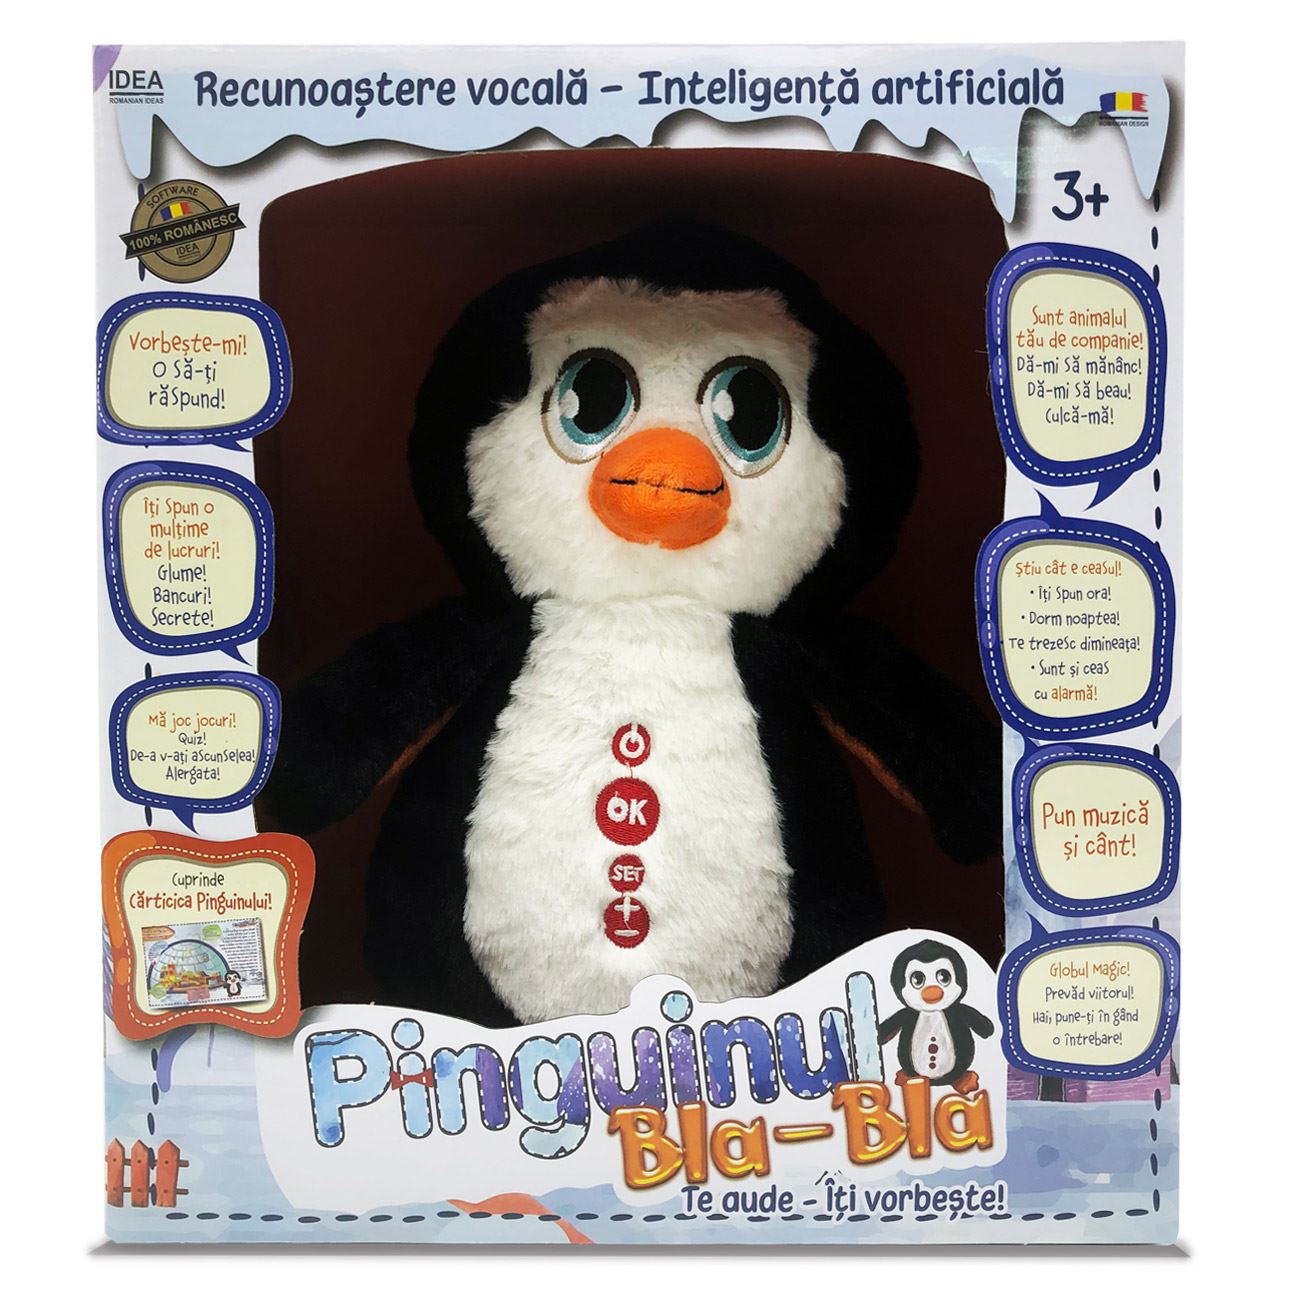 IDEA
ROMANIAN IDEAS
Recunoaștere vocală – Inteligență artificială
ROMANIAN DESIGN
3+
SOFTWARE
100% ROMÂNESC
IDEA
Vorbește-mi!
O Să-ți
răspund!
Îți Spun o
mulțime
de lucruri!
Glume!
Bancuri!
Secrete!
Mă joc jocuri!
Quiz!
De-a v-ați ascunselea!
Alergata!
Cuprinde
Cărticica Pinguinului!
Sunt animalul
tău de companie!
Dă-mi Să mănânc!
Dă-mi Să beau!
Culcă-mă!
Știu cât e ceasul!
• Îți Spun ora!
• Dorm noaptea!
Te trezesc dimineața!
• Sunt și ceas
cu alarmă!
Pun muzică
și cânt!
Globul Magic!
Prevăd viitorul!
Hai, pune-ți în gând
o întrebare!
OK
SET
+
Pinguinul
Bla-Bla
Te aude - Îți vorbește!